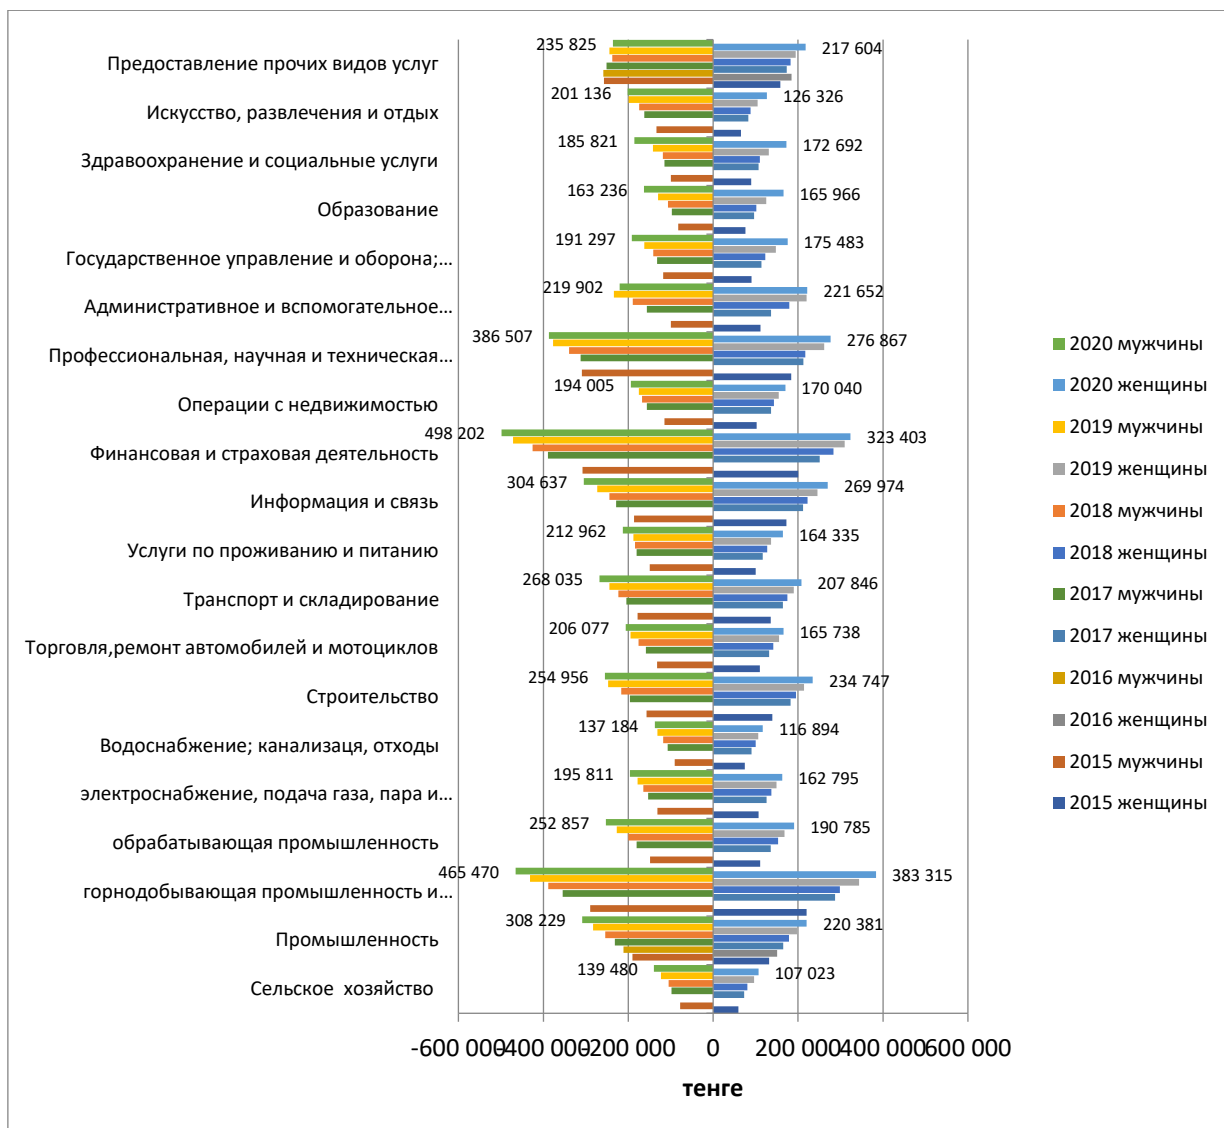 235 825
217 604
Предоставление прочих видов услуг
201 136
126 326
Искусство, развлечения и отдых
185 821
172 692
Здравоохранение и социальные услуги
163 236
165 966
Образование
191 297
175 483
Государственное управление и оборона;...
219 902
221 652
Административное и вспомогательное...
386 507
276 867
Профессиональная, научная и техническая...
194 005
170 040
Операции с недвижимостью
498 202
323 403
Финансовая и страховая деятельность
304 637
269 974
Информация и связь
212 962
164 335
Услуги по проживанию и питанию
268 035
207 846
Транспорт и складирование
206 077
165 738
Торговля,ремонт автомобилей и мотоциклов
254 956
234 747
Строительство
137 184
116 894
Водоснабжение; канализаця, отходы
195 811
162 795
электроснабжение, подача газа, пара и...
252 857
190 785
обрабатывающая промышленность
465 470
383 315
горнодобывающая промышленность и...
308 229
220 381
Промышленность
139 480
107 023
Сельское хозяйство
-600 000
-400 000
-200 000
0
200 000
400 000
600 000
тенге
2020 мужчины
2020 женщины
2019 мужчины
2019 женщины
2018 мужчины
2018 женщины
2017 мужчины
2017 женщины
2016 мужчины
2016 женщины
2015 мужчины
2015 женщины